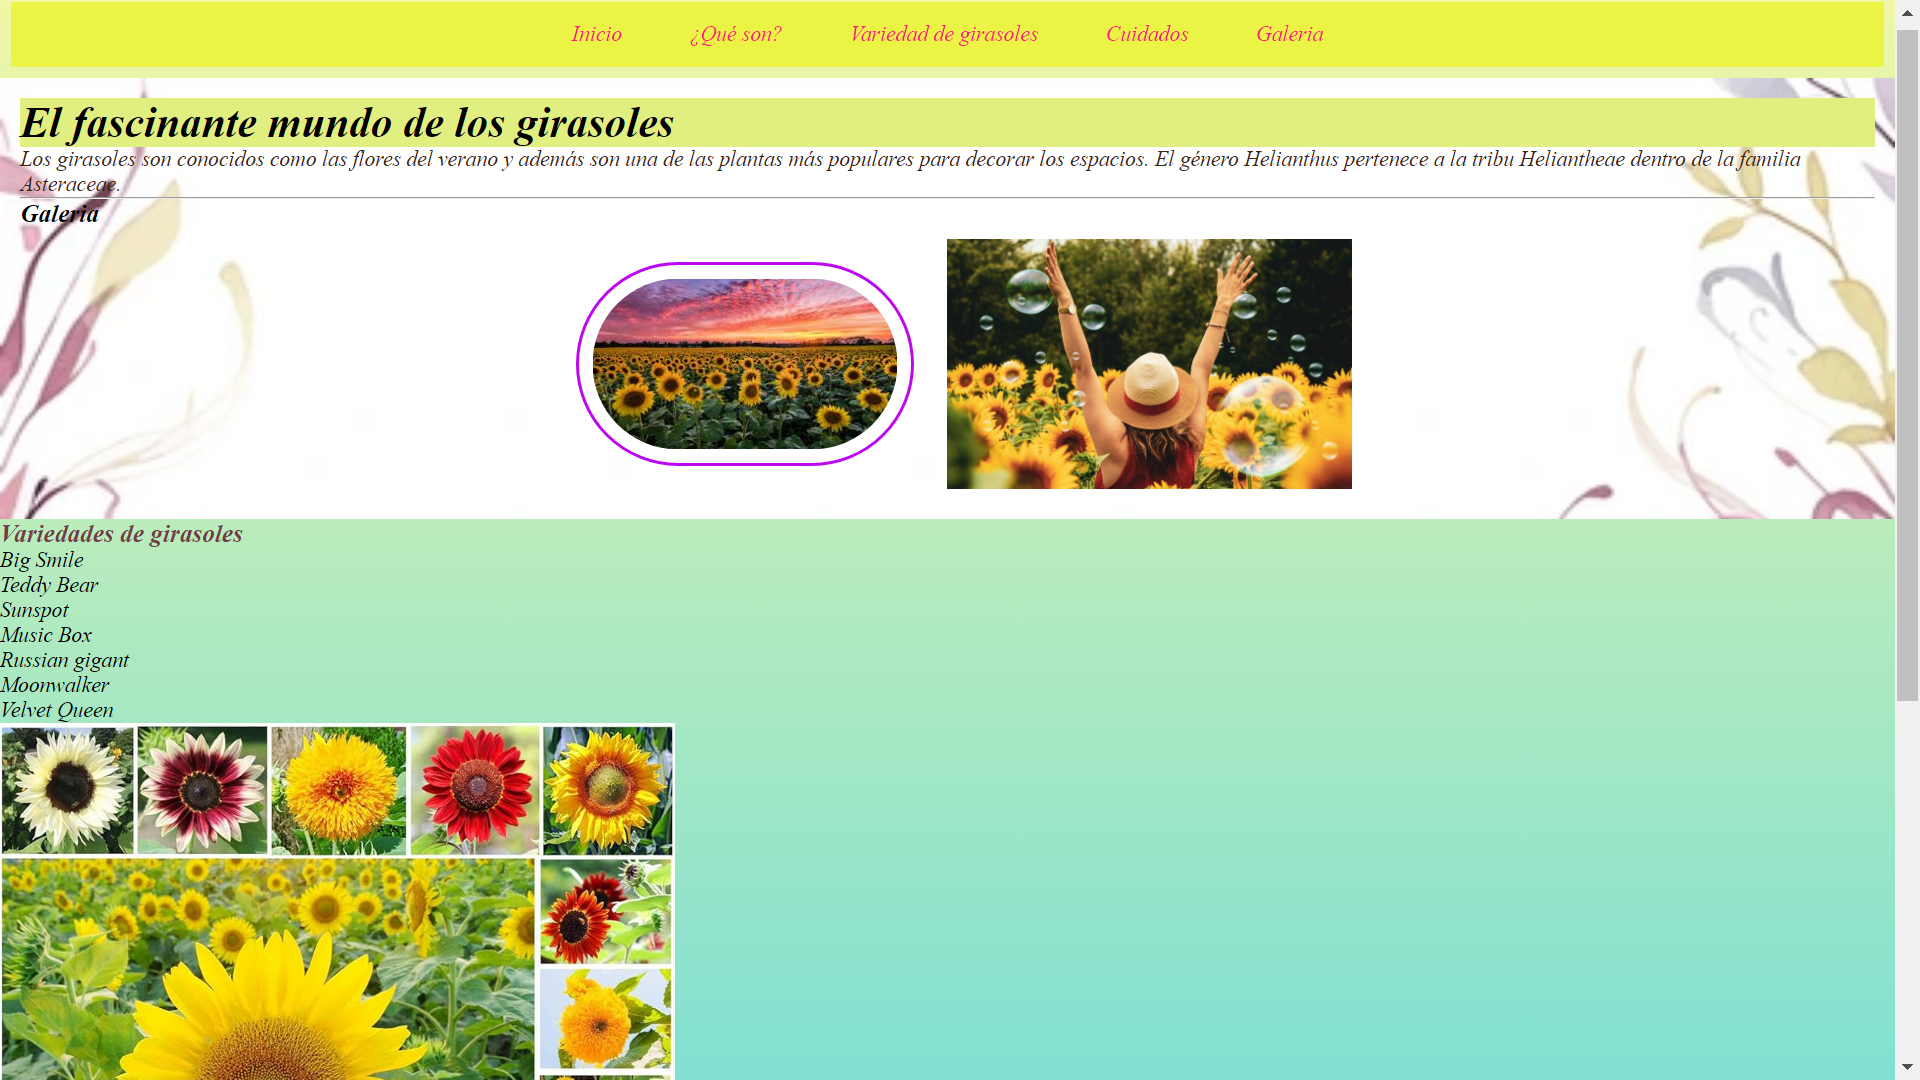 Inicio ¿Qué son? Variedad de girasoles Cuidados Galeria
El fascinante mundo de los girasoles
Los girasoles son conocidos como las flores del verano y además son una de las plantas más populares para decorar los espacios. El género Helianthus pertenece a la tribu Heliantheae dentro de la familia
Asteraceae.
Galeria
Variedades de girasoles
Big Smile
Teddy Bear
Sunspot
Music Box
Russian gigant
Moonwalker
Velvet Queen